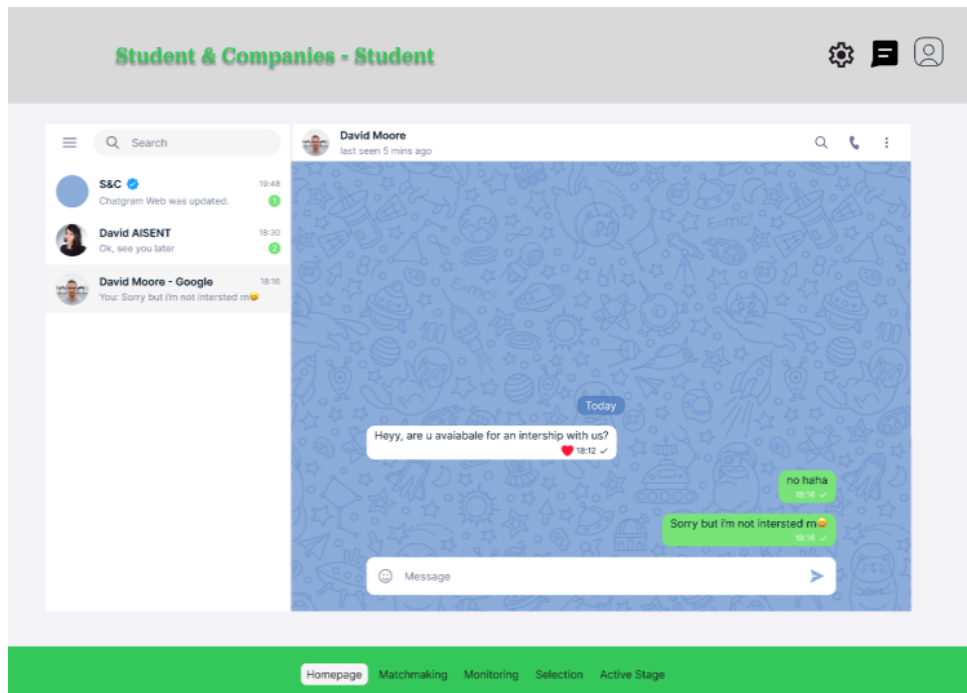 Student & Companies - Student
Search
S&C
19:48
Chatgram Web was updated.
1
David AISENT
18:30
Ok, see you later
2
David Moore - Google
18:16
You: Sorry but i'm not intersted rn😅
David Moore
last seen 5 mins ago
E=mc²
E=mc²
Today
Heyy, are u avaiabale for an intership with us?
❤️ 18:12
no haha
18:16
Sorry but i'm not intersted rn😅
18:16
Message
Homepage Matchmaking Monitoring Selection Active Stage